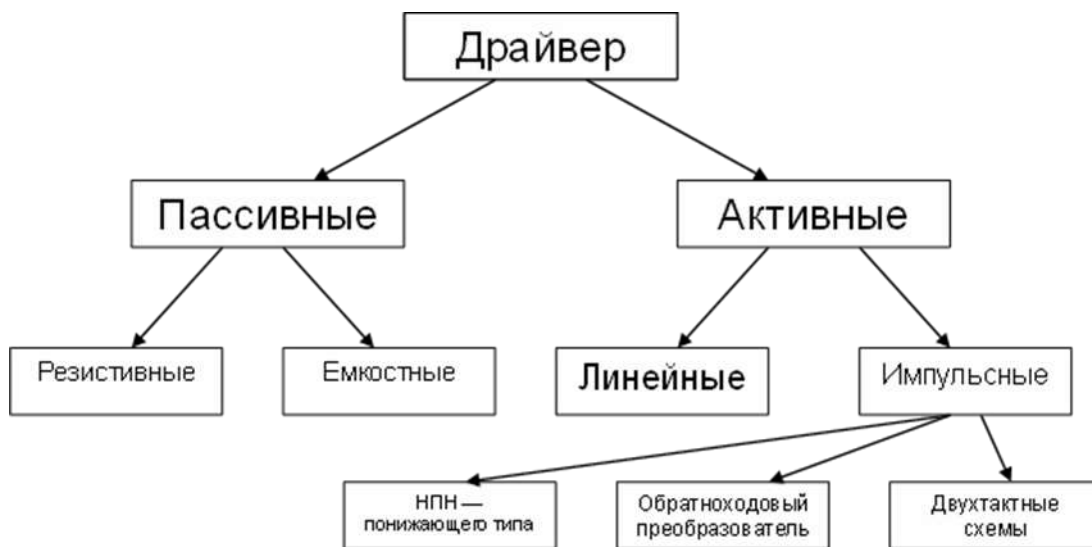 Драйвер
Пассивные
Активные
Резистивные
Емкостные
Линейные
Импульсные
НПН —
понижающего типа
Обратноходовый
преобразователь
Двухтактные
схемы